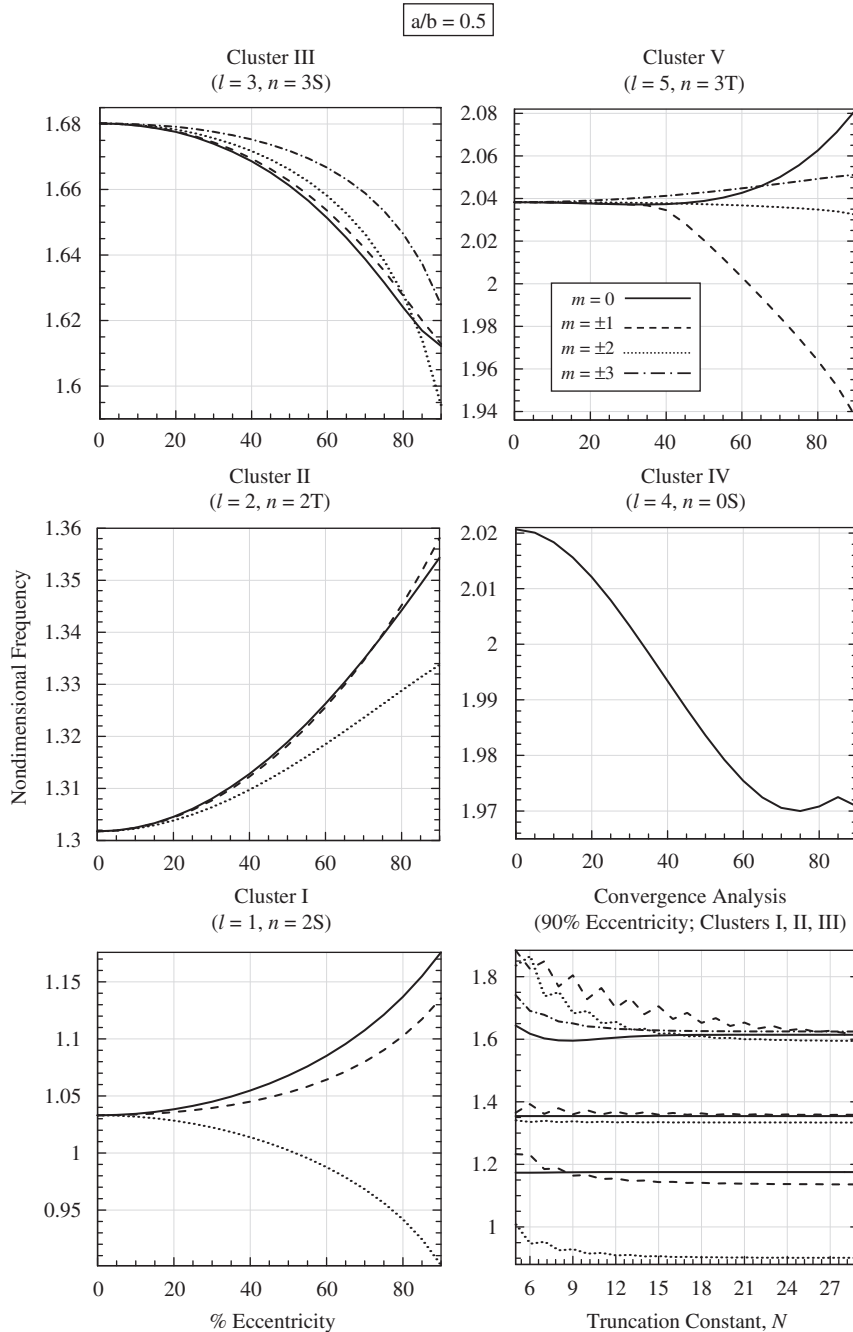 a/b = 0.5
Cluster III
(l = 3, n = 3S)
1.68
1.66
1.64
1.62
1.6
0 20 40 60 80
Cluster V
(l = 5, n = 3T)
2.08
2.06
2.04
2.02
2
1.98
1.96
1.94
m = 0
m = ±1
m = ±2
m = ±3
0 20 40 60 80
Cluster II
(l = 2, n = 2T)
1.36
1.35
1.34
1.33
1.32
1.31
1.3
0 20 40 60 80
Cluster IV
(l = 4, n = 0S)
2.02
2.01
2
1.99
1.98
1.97
0 20 40 60 80
Nondimensional Frequency
Cluster I
(l = 1, n = 2S)
1.15
1.1
1.05
1
0.95
0 20 40 60 80
% Eccentricity
Convergence Analysis
(90% Eccentricity; Clusters I, II, III)
1.8
1.6
1.4
1.2
1
6 9 12 15 18 21 24 27
Truncation Constant, N